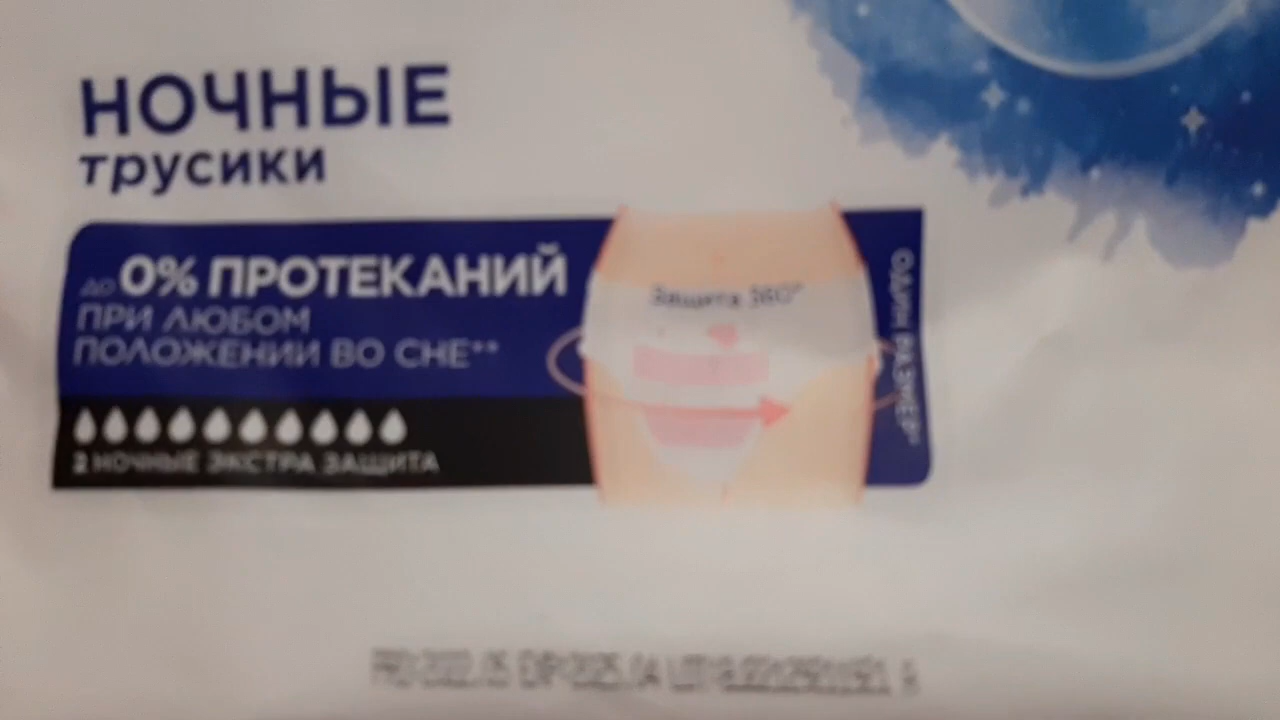 НОЧНЫЕ
трусики
ДО 0% ПРОТЕКАНИЙ
ПРИ ЛЮБОМ
ПОЛОЖЕНИИ ВО СНЕ**
2 НОЧНЫЕ ЭКСТРА ЗАЩИТА
Защита 360°
ОДИН РАЗМЕР